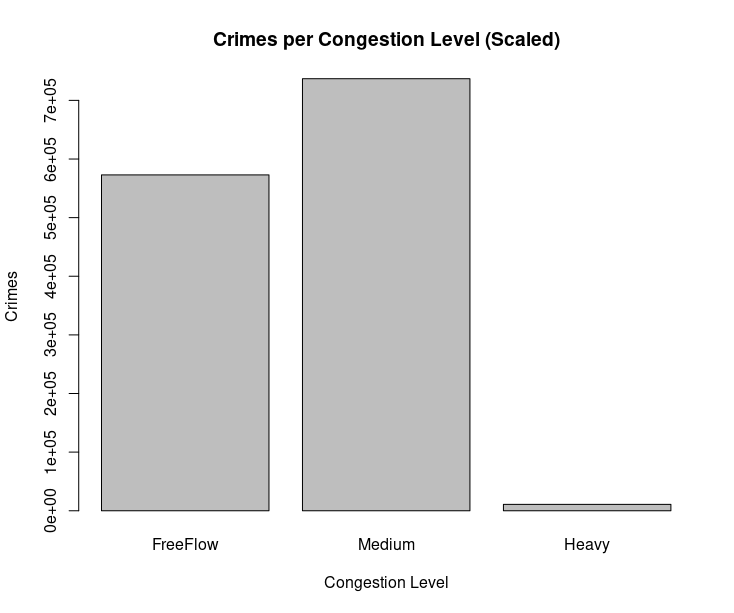 Crimes per Congestion Level (Scaled)
Crimes
7e+05
6e+05
5e+05
4e+05
3e+05
2e+05
1e+05
0e+00
FreeFlow
Medium
Heavy
Congestion Level